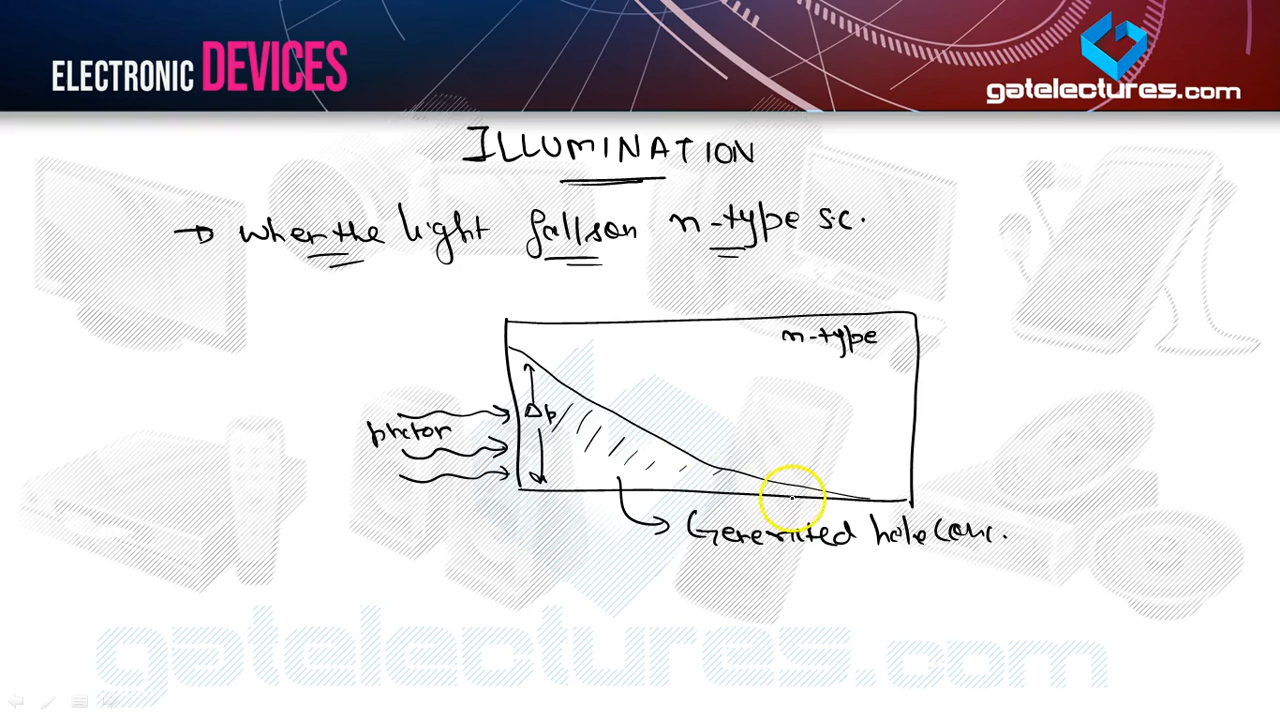 ELECTRONIC DEVICES
gatelectures.com
ILLUMINATION
→ when the light falls on n-type s.c.
n-type
Δp
photon
Generated hole conc.
gatelectures.com